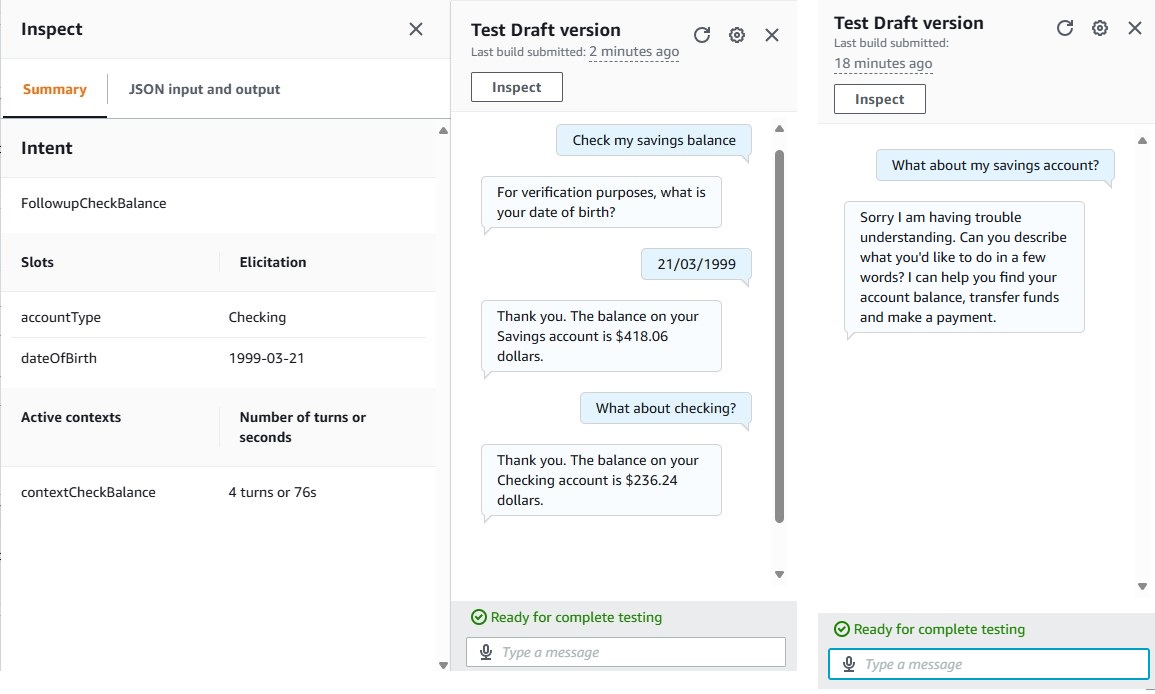 Inspect
Summary
JSON input and output
Intent
FollowupCheckBalance
Slots
Elicitation
accountType
Checking
dateOfBirth
1999-03-21
Active contexts
Number of turns or
seconds
contextCheckBalance
4 turns or 76s
Test Draft version
Last build submitted: 2 minutes ago
Inspect
Check my savings balance
For verification purposes, what is
your date of birth?
21/03/1999
Thank you. The balance on your
Savings account is $418.06
dollars.
What about checking?
Thank you. The balance on your
Checking account is $236.24
dollars.
Ready for complete testing
Type a message
Test Draft version
Last build submitted:
18 minutes ago
Inspect
What about my savings account?
Sorry I am having trouble
understanding. Can you describe
what you'd like to do in a few
words? I can help you find your
account balance, transfer funds
and make a payment.
Ready for complete testing
Type a message